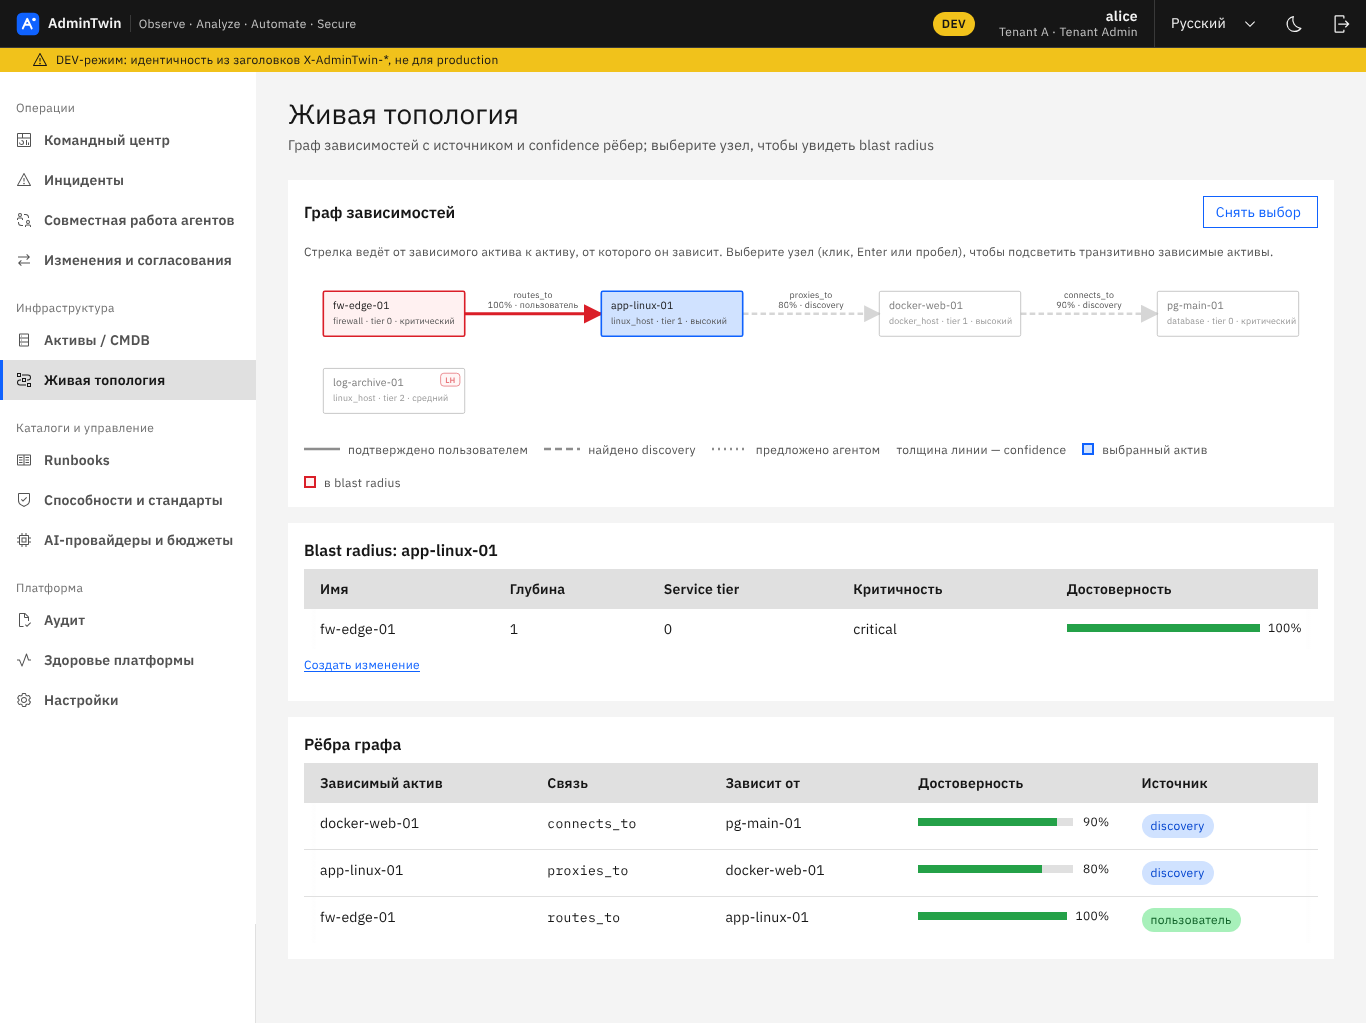 AdminTwin
Observe · Analyze · Automate · Secure
DEV
alice
Tenant A · Tenant Admin
Русский
DEV-режим: идентичность из заголовков X-AdminTwin-*, не для production
Операции
Командный центр
Инциденты
Совместная работа агентов
Изменения и согласования
Инфраструктура
Активы / CMDB
Живая топология
Каталоги и управление
Runbooks
Способности и стандарты
AI-провайдеры и бюджеты
Платформа
Аудит
Здоровье платформы
Настройки
Живая топология
Граф зависимостей с источником и confidence рёбер; выберите узел, чтобы увидеть blast radius
Граф зависимостей
Снять выбор
Стрелка ведёт от зависимого актива к активу, от которого он зависит. Выберите узел (клик, Enter или пробел), чтобы подсветить транзитивно зависимые активы.
fw-edge-01
firewall · tier 0 · критический
routes_to
100% · пользователь
app-linux-01
linux_host · tier 1 · высокий
proxies_to
80% · discovery
docker-web-01
docker_host · tier 1 · высокий
connects_to
90% · discovery
pg-main-01
database · tier 0 · критический
log-archive-01
LH
linux_host · tier 2 · средний
подтверждено пользователем
найдено discovery
предложено агентом
толщина линии — confidence
выбранный актив
в blast radius
Blast radius: app-linux-01
Имя Глубина Service tier Критичность Достоверность
fw-edge-01 1 0 critical 100%
Создать изменение
Рёбра графа
Зависимый актив Связь Зависит от Достоверность Источник
docker-web-01 connects_to pg-main-01 90% discovery
app-linux-01 proxies_to docker-web-01 80% discovery
fw-edge-01 routes_to app-linux-01 100% пользователь